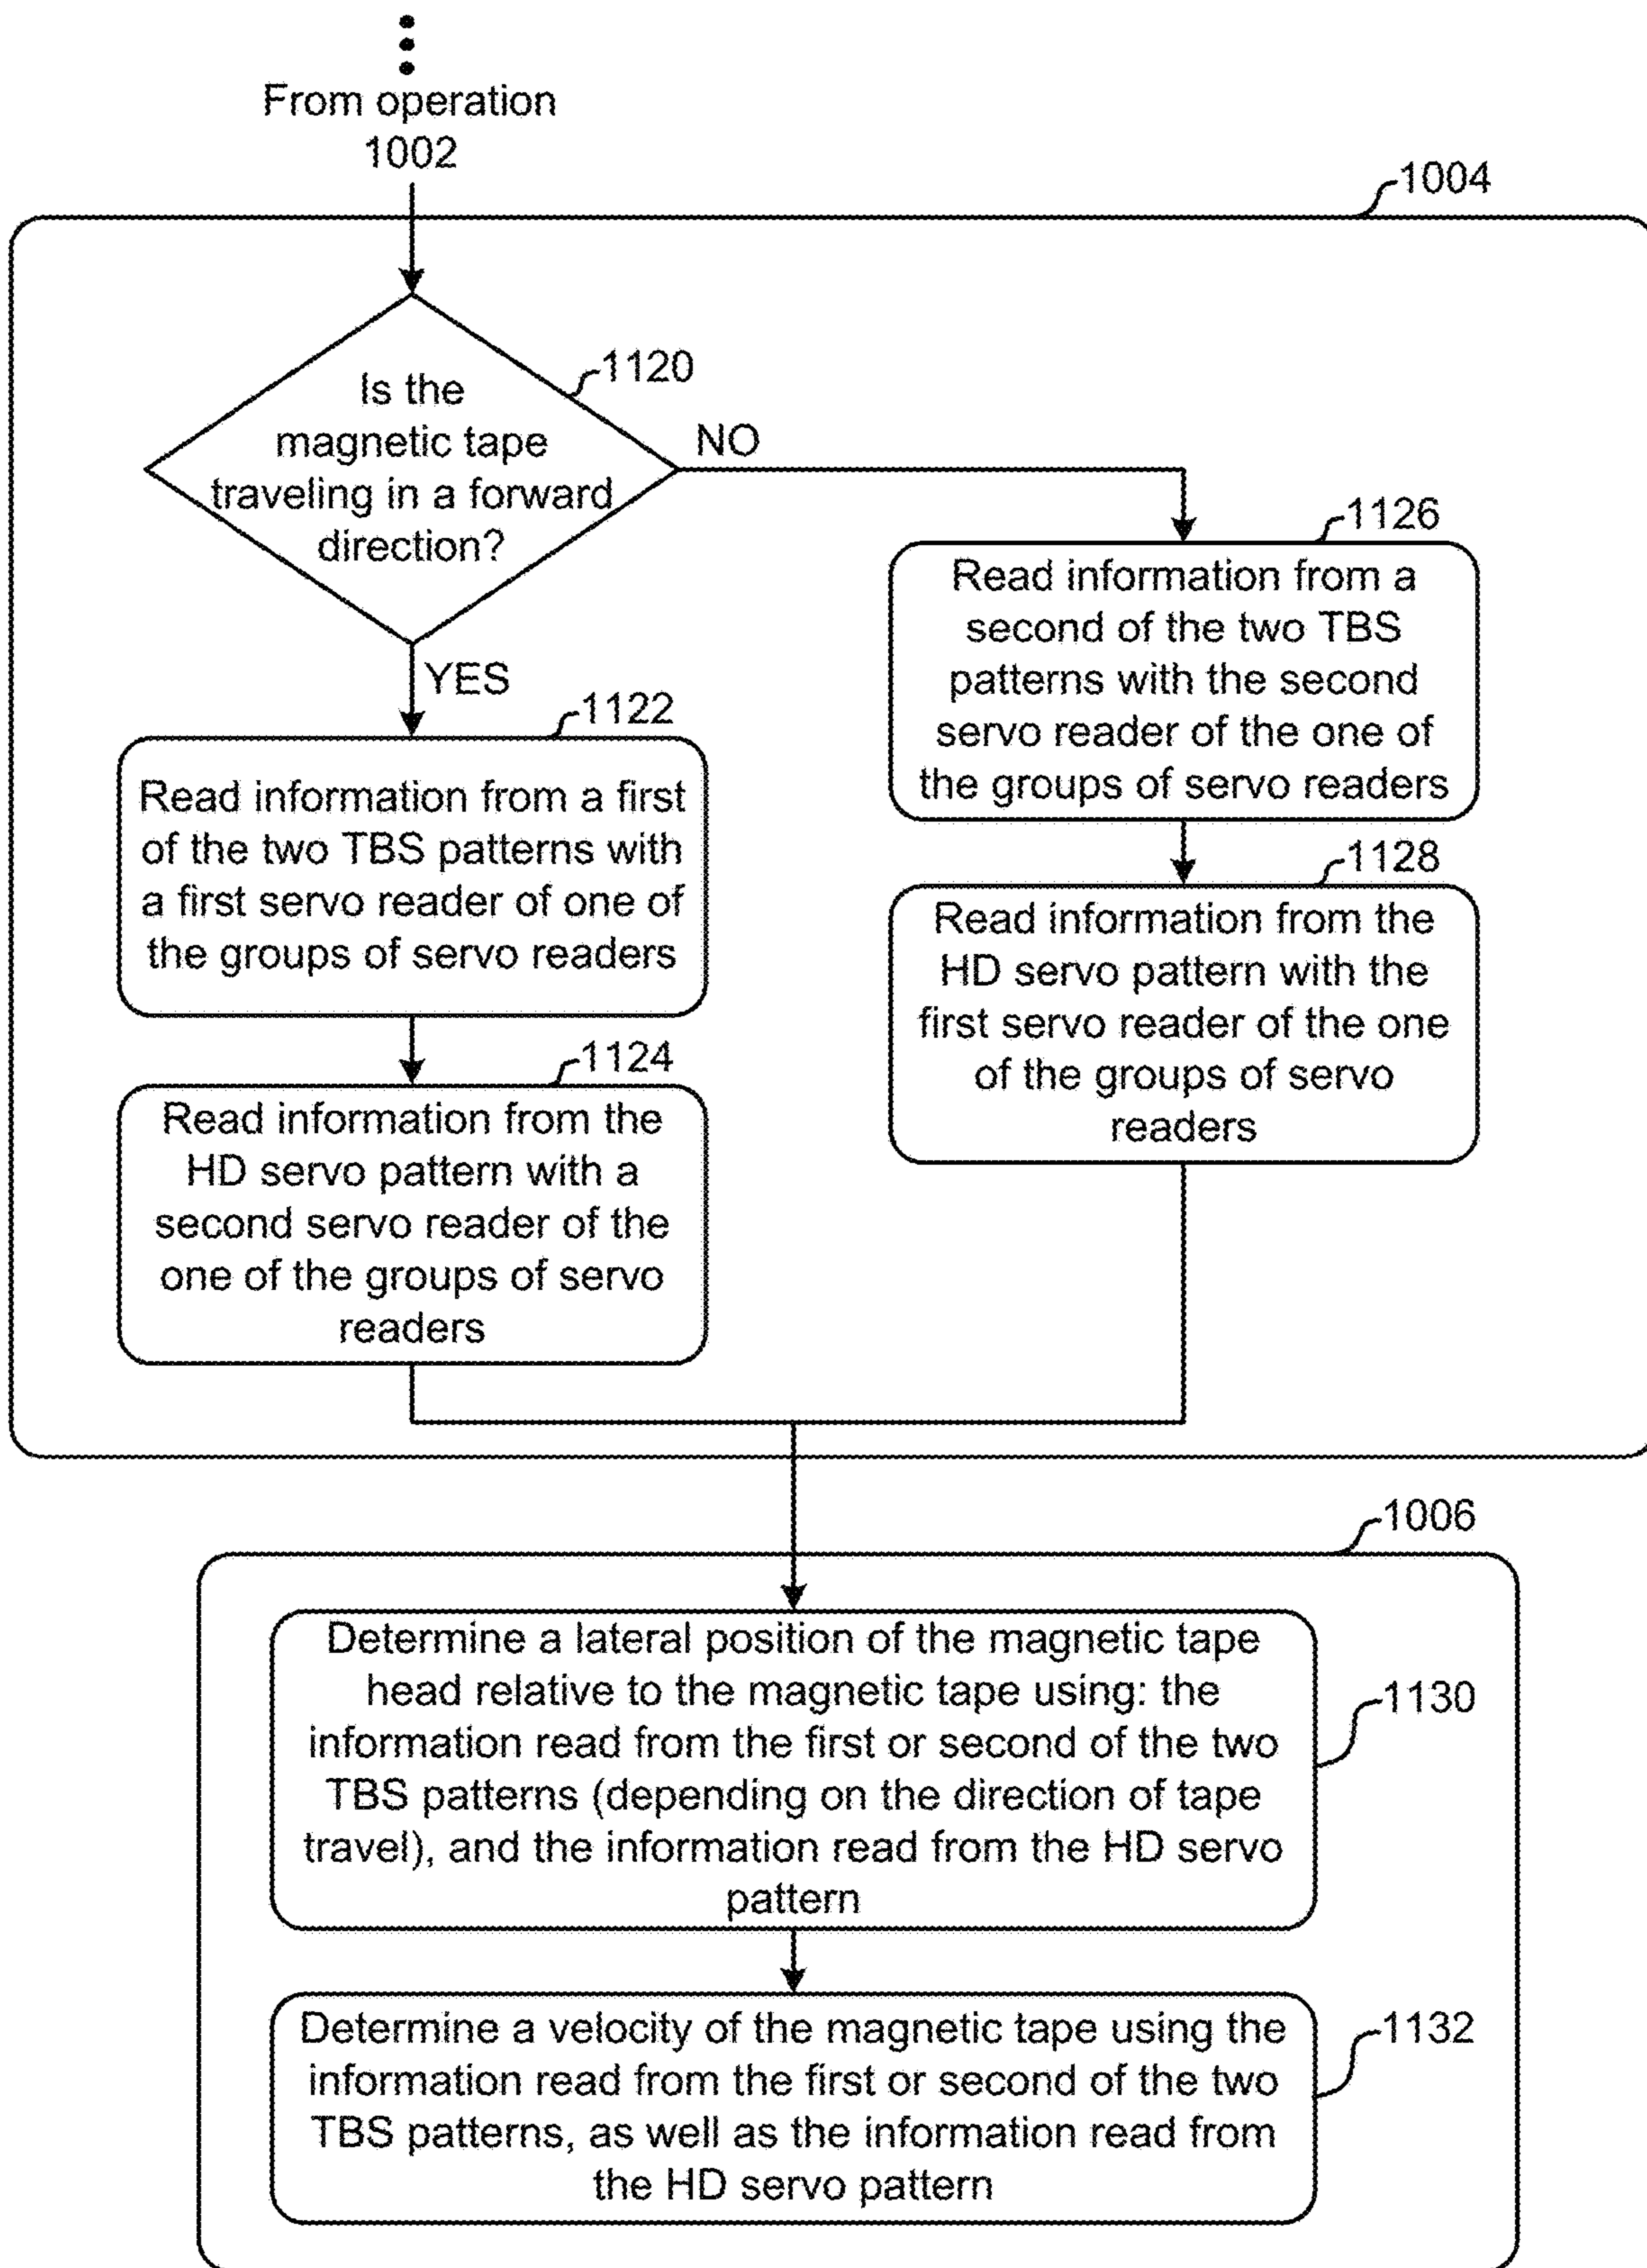 From operation
1002
1004
1120
Is the
magnetic tape
traveling in a forward
direction?
NO
YES
1126
Read information from a
second of the two TBS
patterns with the second
servo reader of the one of
the groups of servo readers
1122
Read information from a first
of the two TBS patterns with
a first servo reader of one of
the groups of servo readers
1128
Read information from the
HD servo pattern with the
first servo reader of the one
of the groups of servo
readers
1124
Read information from the
HD servo pattern with a
second servo reader of the
one of the groups of servo
readers
1006
Determine a lateral position of the magnetic tape
head relative to the magnetic tape using: the
information read from the first or second of the two
TBS patterns (depending on the direction of tape
travel), and the information read from the HD servo
pattern
1130
Determine a velocity of the magnetic tape using the
information read from the first or second of the two
TBS patterns, as well as the information read from
the HD servo pattern
1132